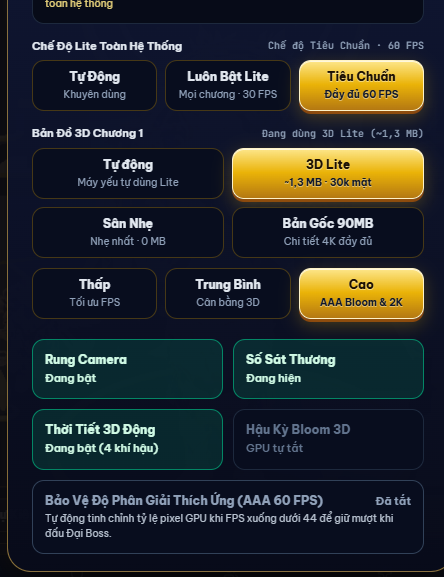 toàn hệ thống
Chế Độ Lite Toàn Hệ Thống
Chế độ Tiêu Chuẩn · 60 FPS
Tự Động
Khuyên dùng
Luôn Bật Lite
Mọi chương · 30 FPS
Tiêu Chuẩn
Đầy đủ 60 FPS
Bản Đồ 3D Chương 1
Đang dùng 3D Lite (~1,3 MB)
Tự động
Máy yếu tự dùng Lite
3D Lite
~1,3 MB · 30k mặt
Sân Nhẹ
Nhẹ nhất · 0 MB
Bản Gốc 90MB
Chi tiết 4K đầy đủ
Thấp
Tối ưu FPS
Trung Bình
Cân bằng 3D
Cao
AAA Bloom & 2K
Rung Camera
Đang bật
Số Sát Thương
Đang hiện
Thời Tiết 3D Động
Đang bật (4 khí hậu)
Hậu Kỳ Bloom 3D
GPU tự tắt
Bảo Vệ Độ Phân Giải Thích Ứng (AAA 60 FPS)
Đã tắt
Tự động tinh chỉnh tỷ lệ pixel GPU khi FPS xuống dưới 44 để giữ mượt khi
đấu Đại Boss.